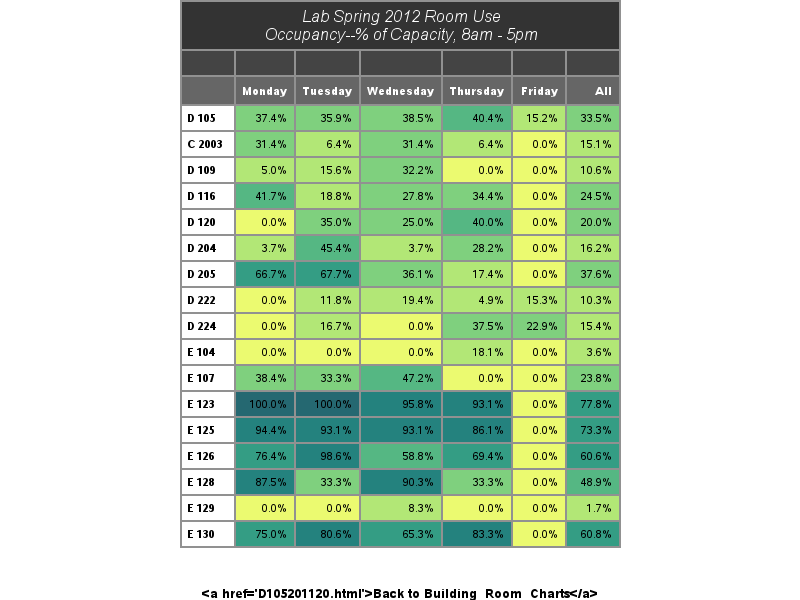 Lab Spring 2012 Room Use
Occupancy--% of Capacity, 8am - 5pm
Monday Tuesday Wednesday Thursday Friday All
D 105 37.4% 35.9% 38.5% 40.4% 15.2% 33.5%
C 2003 31.4% 6.4% 31.4% 6.4% 0.0% 15.1%
D 109 5.0% 15.6% 32.2% 0.0% 0.0% 10.6%
D 116 41.7% 18.8% 27.8% 34.4% 0.0% 24.5%
D 120 0.0% 35.0% 25.0% 40.0% 0.0% 20.0%
D 204 3.7% 45.4% 3.7% 28.2% 0.0% 16.2%
D 205 66.7% 67.7% 36.1% 17.4% 0.0% 37.6%
D 222 0.0% 11.8% 19.4% 4.9% 15.3% 10.3%
D 224 0.0% 16.7% 0.0% 37.5% 22.9% 15.4%
E 104 0.0% 0.0% 0.0% 18.1% 0.0% 3.6%
E 107 38.4% 33.3% 47.2% 0.0% 0.0% 23.8%
E 123 100.0% 100.0% 95.8% 93.1% 0.0% 77.8%
E 125 94.4% 93.1% 93.1% 86.1% 0.0% 73.3%
E 126 76.4% 98.6% 58.8% 69.4% 0.0% 60.6%
E 128 87.5% 33.3% 90.3% 33.3% 0.0% 48.9%
E 129 0.0% 0.0% 8.3% 0.0% 0.0% 1.7%
E 130 75.0% 80.6% 65.3% 83.3% 0.0% 60.8%
<a href='D105201120.html'>Back to Building_Room_Charts</a>